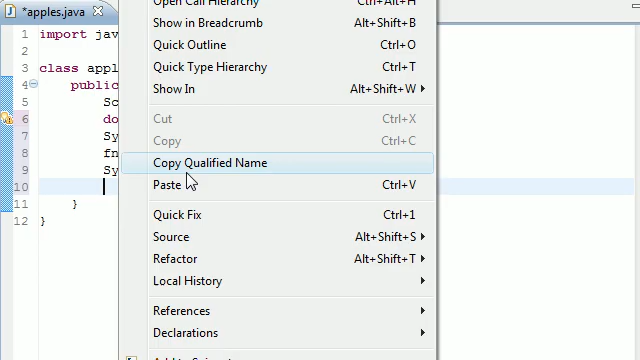 *apples.java
Open Call Hierarchy Ctrl+Alt+H
1 import jav
Show in Breadcrumb Alt+Shift+B
2
Quick Outline Ctrl+O
3 class appl
Quick Type Hierarchy Ctrl+T
4 public
Show In Alt+Shift+W
5 Sc
6 do
Cut Ctrl+X
7 Sy
Copy Ctrl+C
8 fn
Copy Qualified Name
9 Sy
10
Paste Ctrl+V
11 }
Quick Fix Ctrl+1
12 }
Source Alt+Shift+S
Refactor Alt+Shift+T
Local History
References
Declarations